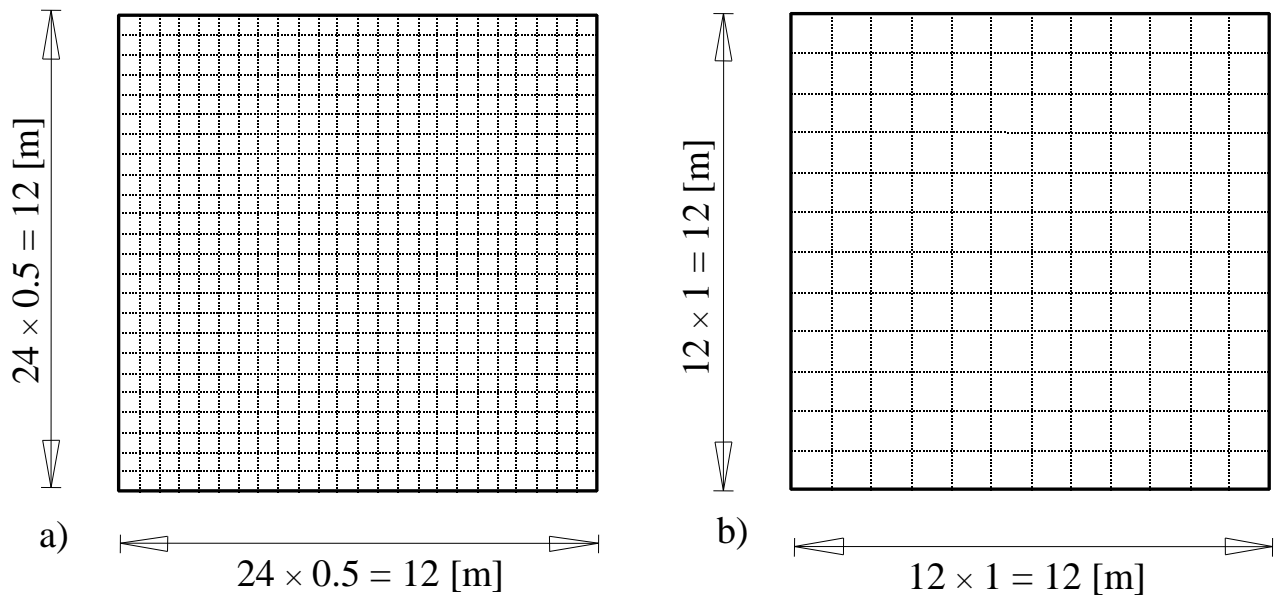 24 × 0.5 = 12 [m]
a)
24 × 0.5 = 12 [m]
12 × 1 = 12 [m]
b)
12 × 1 = 12 [m]